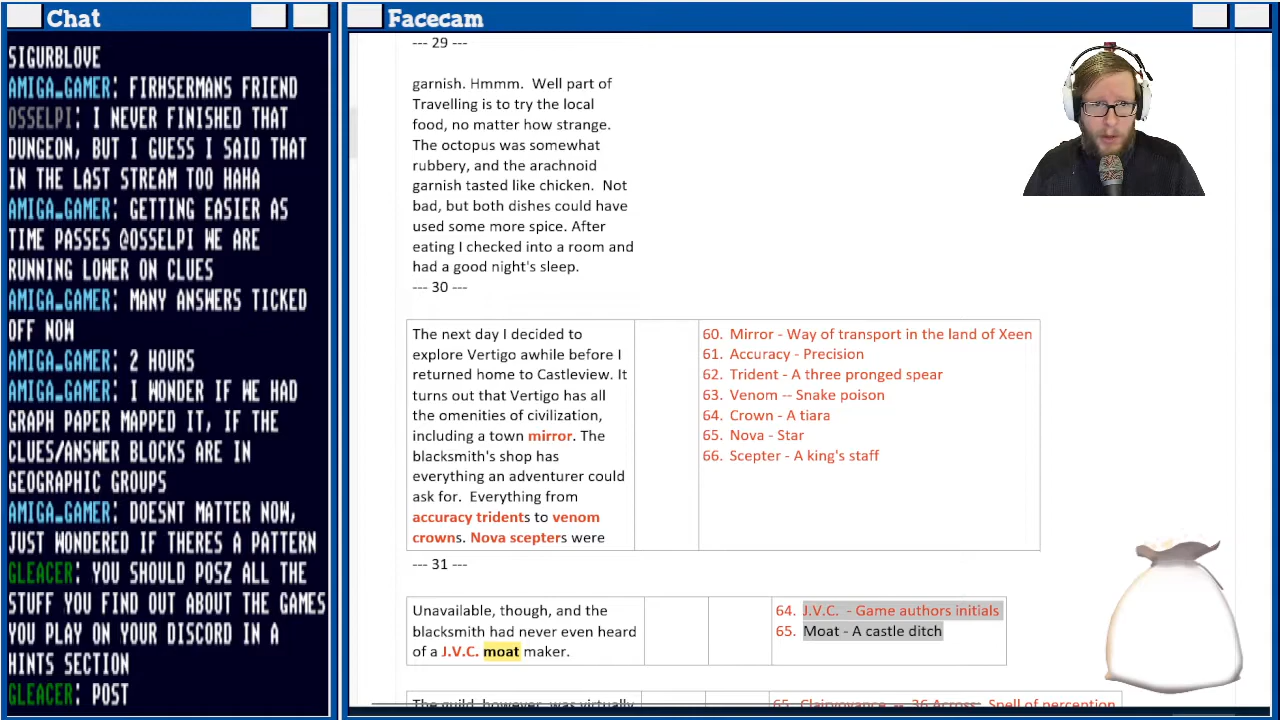 Chat
SIGURBLOVE
AMIGA_GAMER: FIRHSERMANS FRIEND
OSSELPI: I NEVER FINISHED THAT
DUNGEON, BUT I GUESS I SAID THAT
IN THE LAST STREAM TOO HAHA
AMIGA_GAMER: GETTING EASIER AS
TIME PASSES @OSSELPI WE ARE
RUNNING LOWER ON CLUES
AMIGA_GAMER: MANY ANSWERS TICKED
OFF NOW
AMIGA_GAMER: 2 HOURS
AMIGA_GAMER: I WONDER IF WE HAD
GRAPH PAPER MAPPED IT, IF THE
CLUES/ANSWER BLOCKS ARE IN
GEOGRAPHIC GROUPS
AMIGA_GAMER: DOESNT MATTER NOW,
JUST WONDERED IF THERES A PATTERN
GLEACER: YOU SHOULD POSZ ALL THE
STUFF YOU FIND OUT ABOUT THE GAMES
YOU PLAY ON YOUR DISCORD IN A
HINTS SECTION
GLEACER: POST
Facecam
--- 29 ---
garnish. Hmmm.  Well part of
Travelling is to try the local
food, no matter how strange.
The octopus was somewhat
rubbery, and the arachnoid
garnish tasted like chicken.  Not
bad, but both dishes could have
used some more spice. After
eating I checked into a room and
had a good night's sleep.
--- 30 ---
The next day I decided to
explore Vertigo awhile before I
returned home to Castleview. It
turns out that Vertigo has all
the omenities of civilization,
including a town mirror. The
blacksmith's shop has
everything an adventurer could
ask for.  Everything from
accuracy tridents to venom
crowns. Nova scepters were
60. Mirror - Way of transport in the land of Xeen
61. Accuracy - Precision
62. Trident - A three pronged spear
63. Venom -- Snake poison
64. Crown - A tiara
65. Nova - Star
66. Scepter - A king's staff
--- 31 ---
Unavailable, though, and the
blacksmith had never even heard
of a J.V.C. moat maker.
64. J.V.C.  - Game authors initials
65. Moat - A castle ditch
The guild, however, was virtually
65. Clairvoyance -- 36 Across: Spell of perception